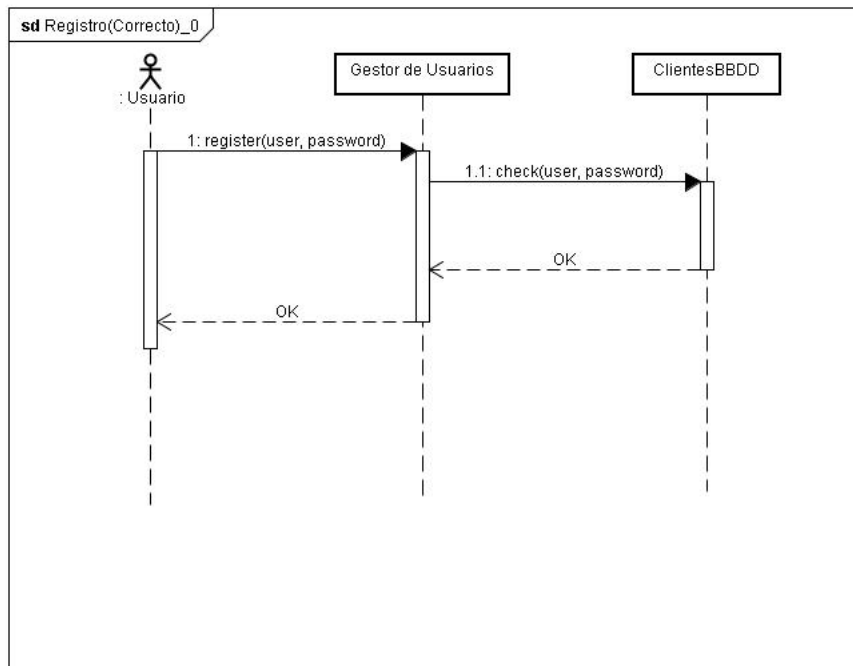 sd Registro(Correcto)_0
Gestor de Usuarios
ClientesBBDD
: Usuario
1: register(user, password)
1.1: check(user, password)
OK
OK